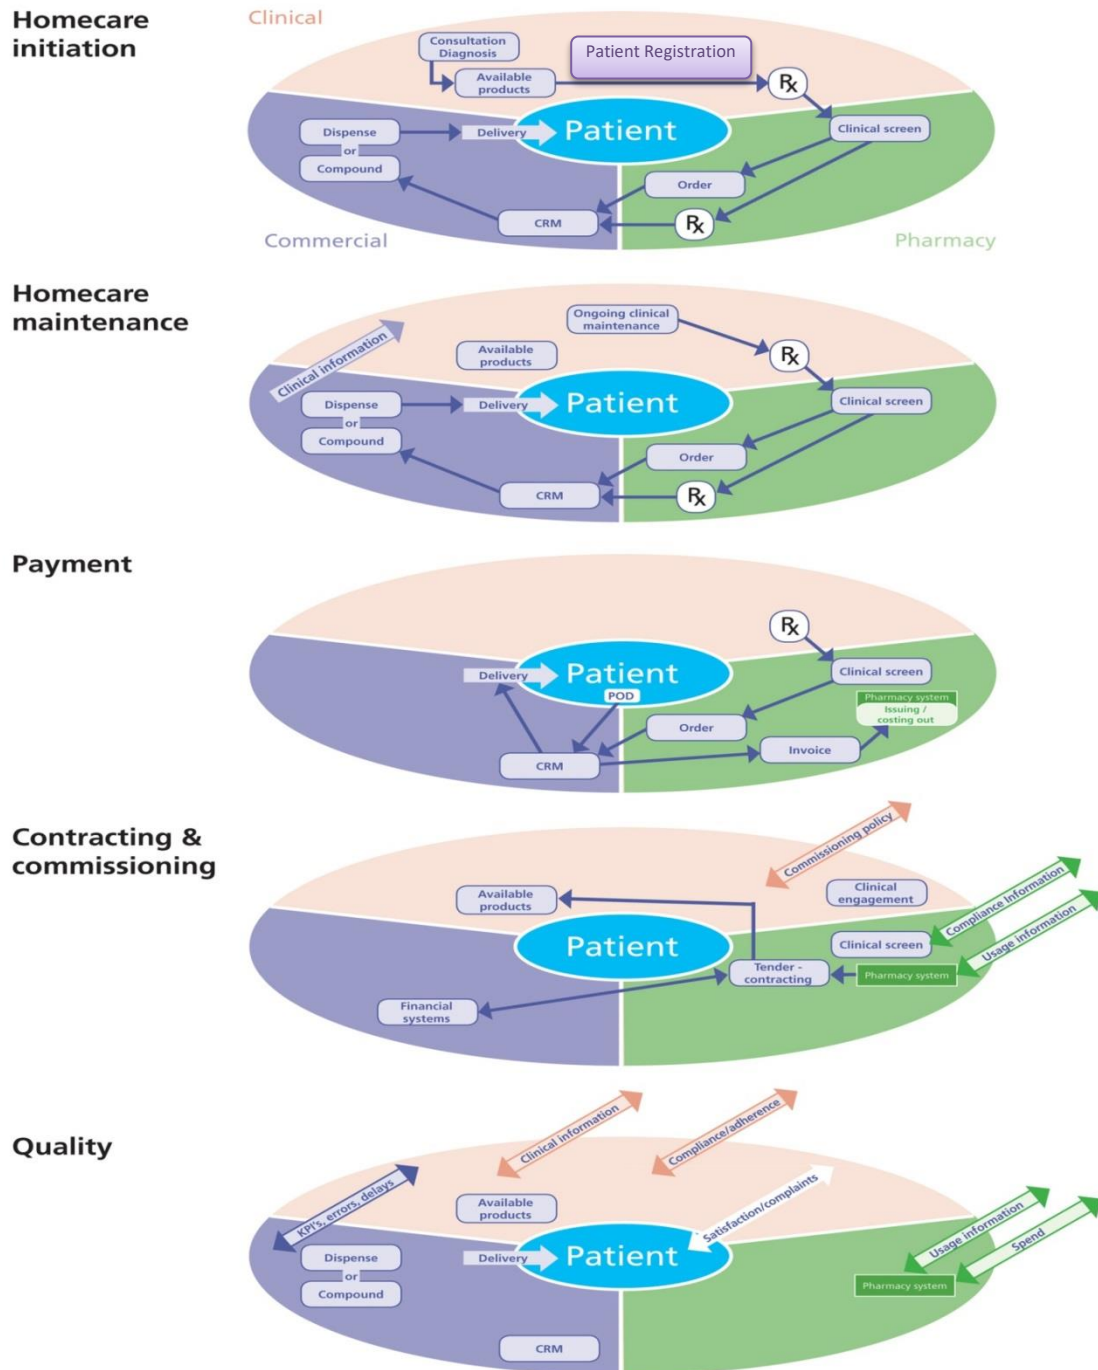 Homecare
initiation
Clinical
Consultation
Diagnosis
Patient Registration
Available
products
Rx
Dispense
or
Compound
Delivery
Patient
Clinical screen
Order
CRM
Rx
Commercial
Pharmacy
Homecare
maintenance
Clinical information
Ongoing clinical
maintenance
Available
products
Rx
Dispense
or
Compound
Delivery
Patient
Clinical screen
Order
CRM
Rx
Payment
Rx
Delivery
Patient
POD
Clinical screen
Pharmacy system
Issuing /
costing out
Order
Invoice
CRM
Contracting &
commissioning
Commissioning policy
Available
products
Clinical
engagement
Compliance Information
Usage information
Patient
Clinical screen
Tender -
contracting
Pharmacy system
Financial
systems
Quality
Clinical information
Compliance/adherence
KPI's, errors, delays
Available
products
Satisfaction/complaints
Usage information
Spend
Dispense
or
Compound
Delivery
Patient
Pharmacy system
CRM